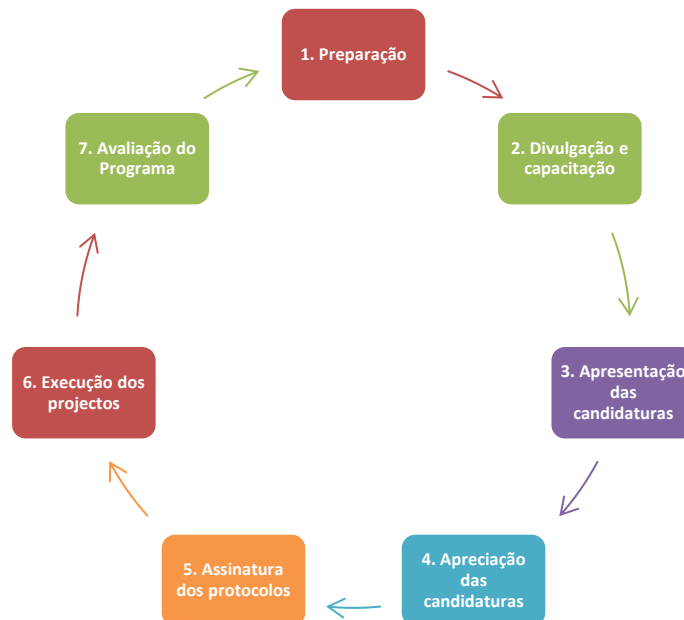 1. Preparação
2. Divulgação e
capacitação
3. Apresentação
das
candidaturas
4. Apreciação
das
candidaturas
5. Assinatura
dos protocolos
6. Execução dos
projectos
7. Avaliação do
Programa